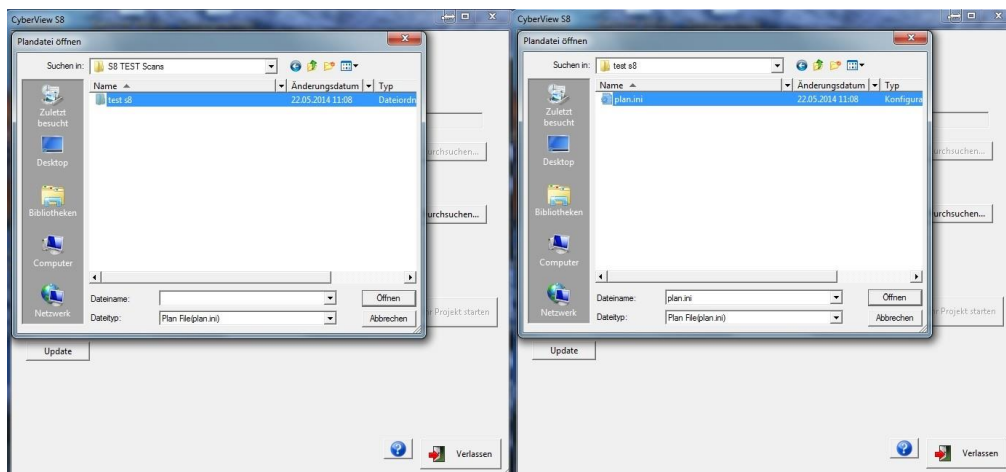 CyberView S8
Plandatei öffnen
Suchen in: S8 TEST Scans
Name Änderungsdatum Typ
test s8 22.05.2014 11:08 Dateiordn
Zuletzt
besucht
Desktop
Bibliotheken
Computer
Netzwerk
Dateiname: Öffnen
Dateityp: Plan File(plan.ini) Abbrechen
urchsuchen...
urchsuchen...
r Projekt starten
Update
Verlassen
CyberView S8
Plandatei öffnen
Suchen in: test s8
Name Änderungsdatum Typ
plan.ini 22.05.2014 11:08 Konfigura
Zuletzt
besucht
Desktop
Bibliotheken
Computer
Netzwerk
Dateiname: plan.ini Öffnen
Dateityp: Plan File(plan.ini) Abbrechen
urchsuchen...
urchsuchen...
r Projekt starten
Update
Verlassen